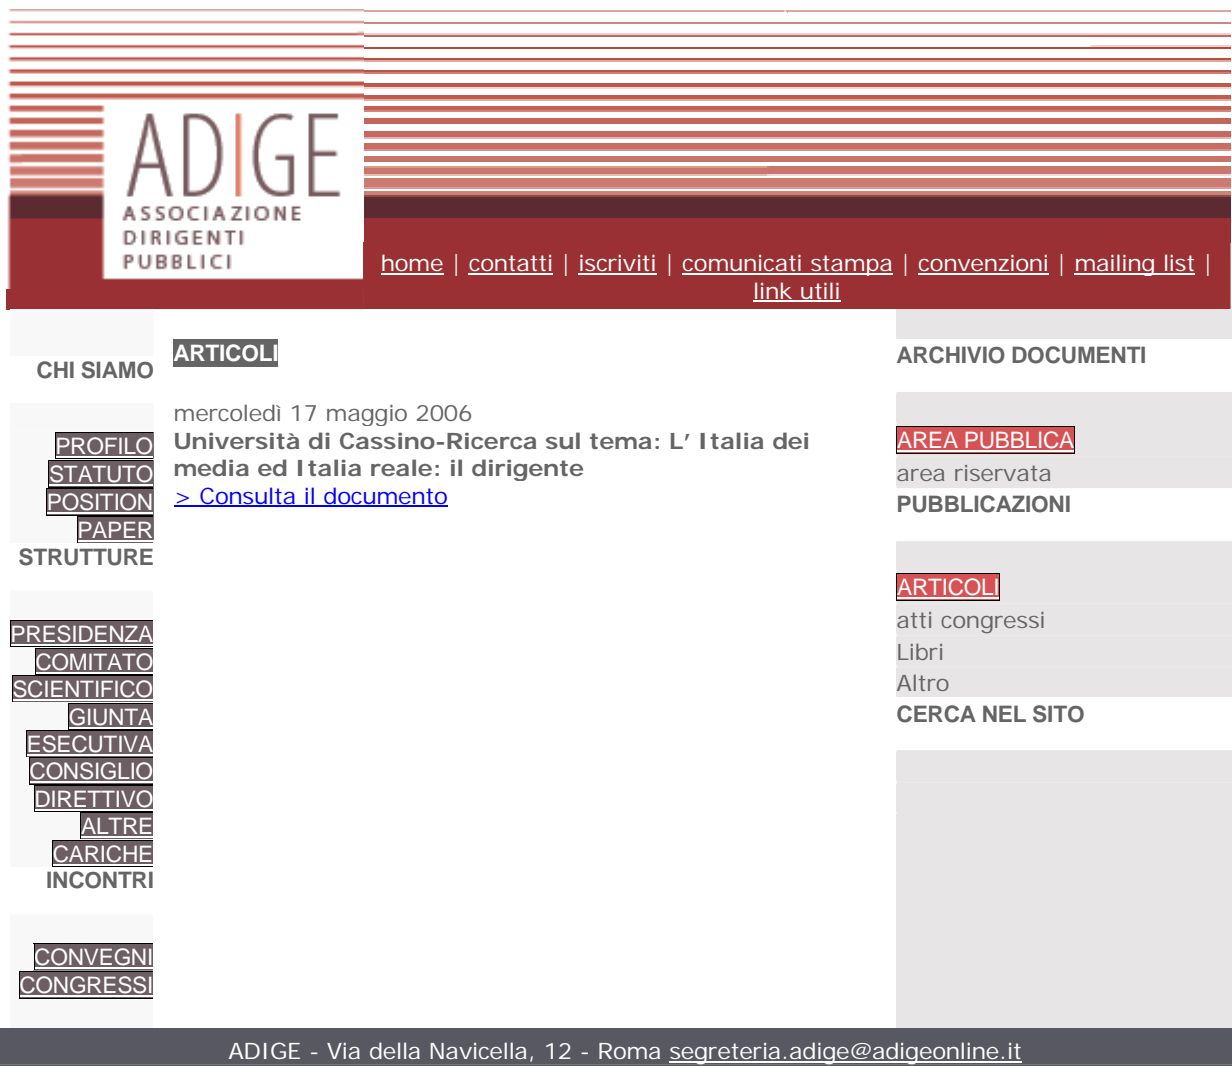 ADIGE
ASSOCIAZIONE
DIRIGENTI
PUBBLICI
home | contatti | iscriviti | comunicati stampa | convenzioni | mailing list |
link utili
CHI SIAMO
PROFILO
STATUTO
POSITION
PAPER
STRUTTURE
PRESIDENZA
COMITATO
SCIENTIFICO
GIUNTA
ESECUTIVA
CONSIGLIO
DIRETTIVO
ALTRE
CARICHE
INCONTRI
CONVEGNI
CONGRESSI
ARTICOLI
mercoledì 17 maggio 2006
Università di Cassino-Ricerca sul tema: L’ Italia dei
media ed Italia reale: il dirigente
> Consulta il documento
ARCHIVIO DOCUMENTI
AREA PUBBLICA
area riservata
PUBBLICAZIONI
ARTICOLI
atti congressi
Libri
Altro
CERCA NEL SITO
ADIGE - Via della Navicella, 12 - Roma segreteria.adige@adigeonline.it